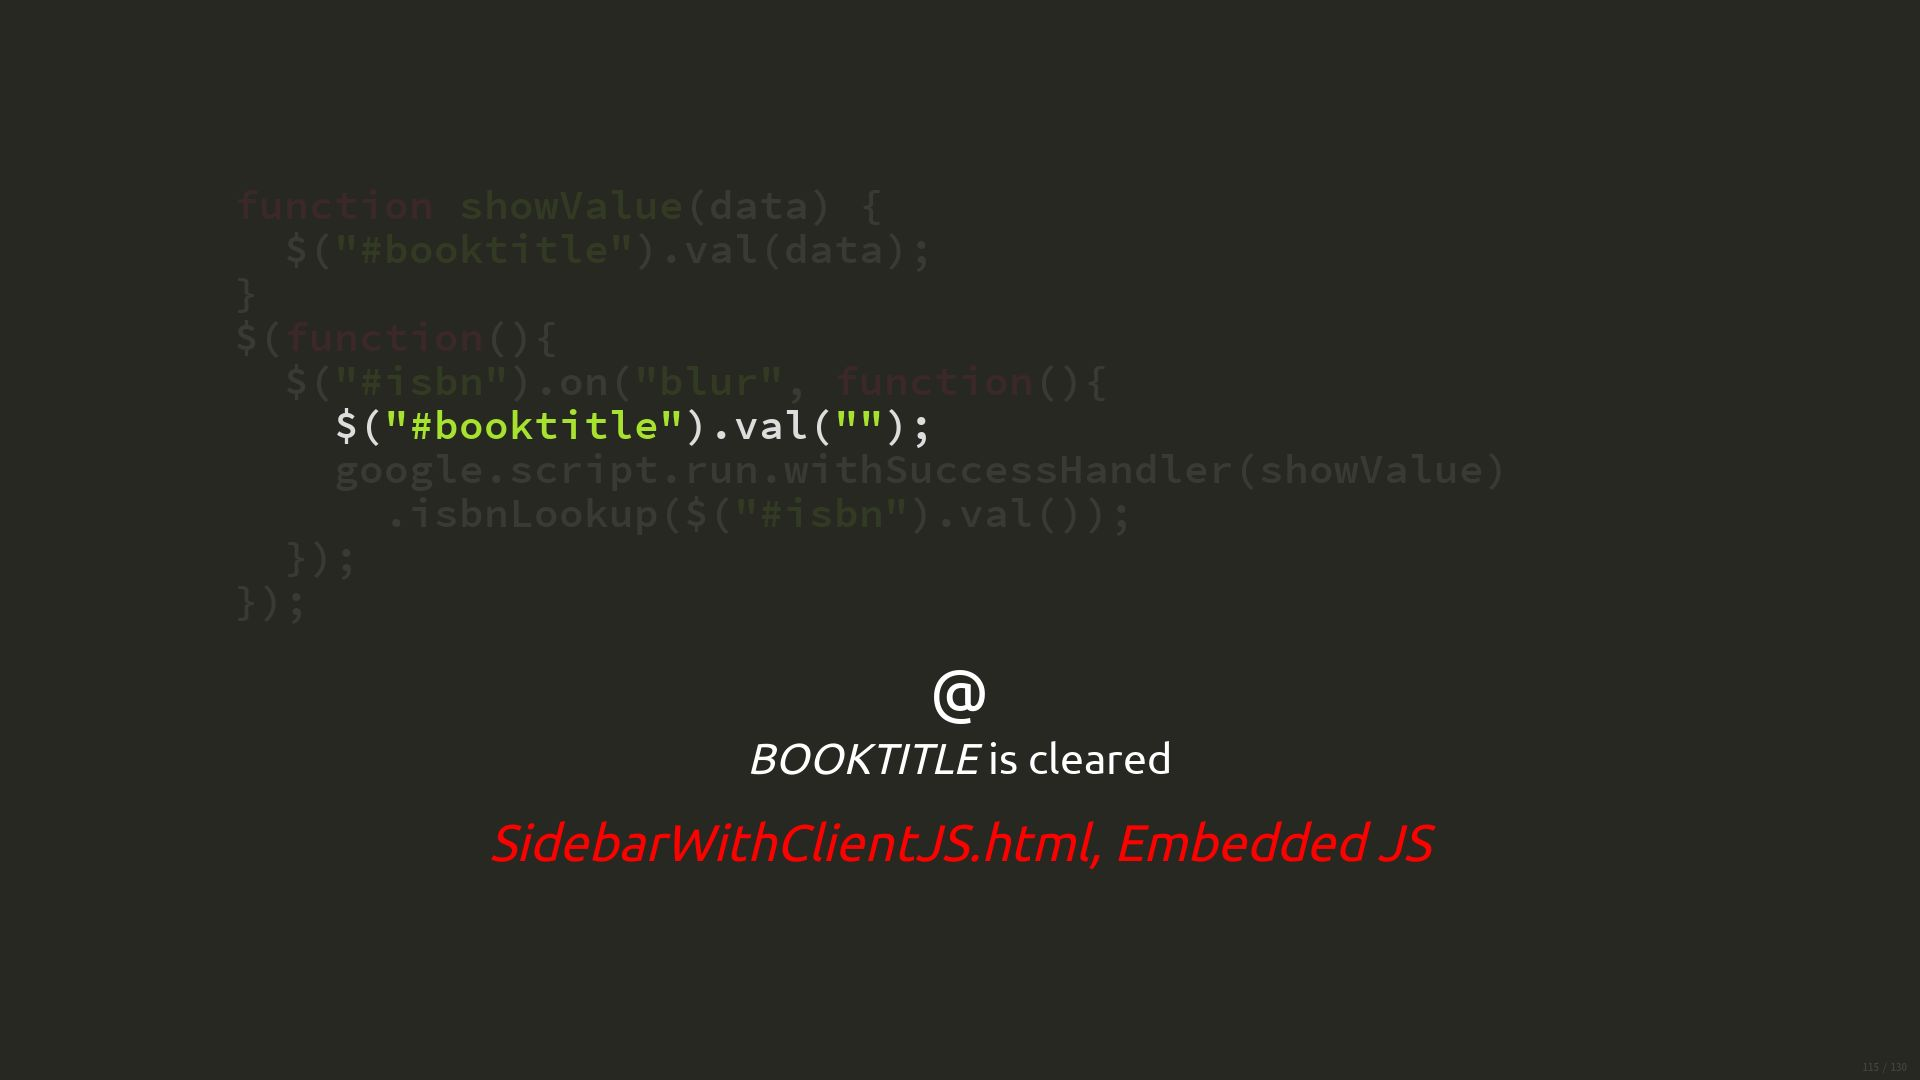 function showValue(data) {
  $("#booktitle").val(data);
}
$(function(){
  $("#isbn").on("blur", function(){
    $("#booktitle").val("");
    google.script.run.withSuccessHandler(showValue)
      .isbnLookup($("#isbn").val());
  });
});
@
BOOKTITLE is cleared
SidebarWithClientJS.html, Embedded JS
115 / 130